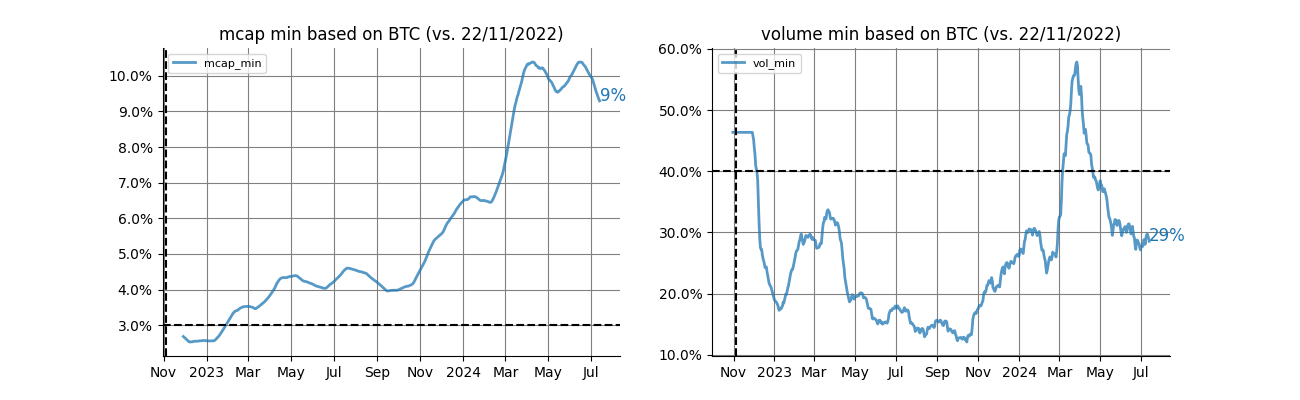 mcap min based on BTC (vs. 22/11/2022)
mcap_min
10.0%
9.0%
8.0%
7.0%
6.0%
5.0%
4.0%
3.0%
9%
Nov 2023 Mar May Jul Sep Nov 2024 Mar May Jul
volume min based on BTC (vs. 22/11/2022)
vol_min
60.0%
50.0%
40.0%
30.0%
20.0%
10.0%
29%
Nov 2023 Mar May Jul Sep Nov 2024 Mar May Jul